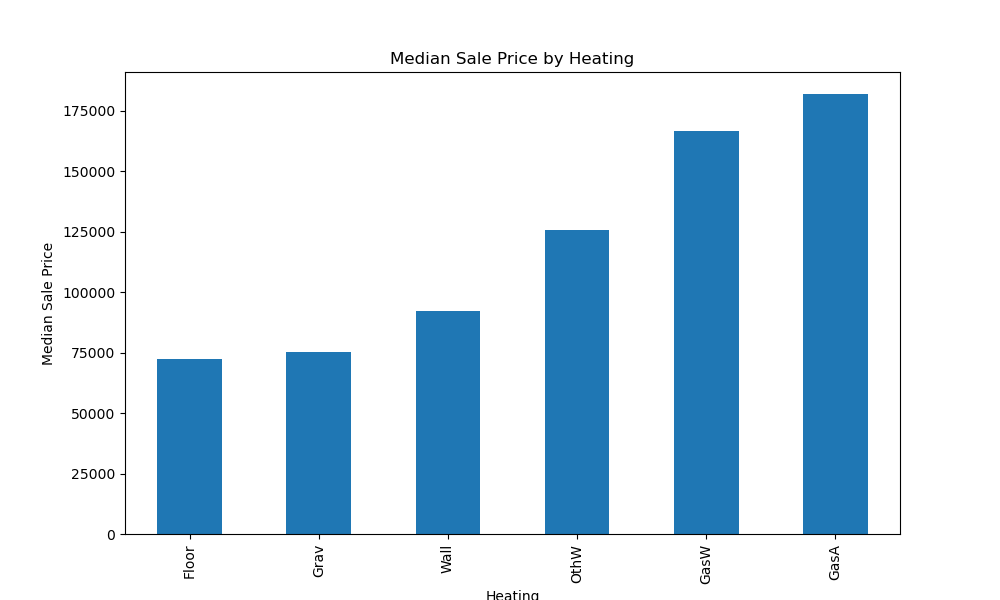 Median Sale Price by Heating
175000
150000
125000
100000
75000
50000
25000
0
Median Sale Price
Floor
Grav
Wall
OthW
GasW
GasA
Heating